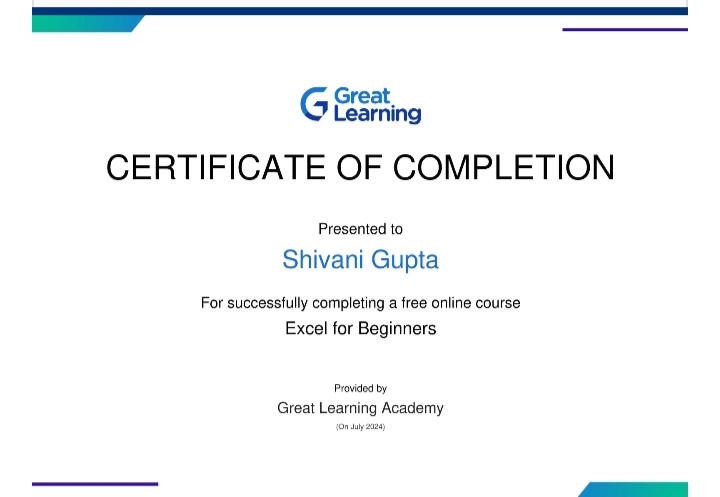 Great
Learning
CERTIFICATE OF COMPLETION
Presented to
Shivani Gupta
For successfully completing a free online course
Excel for Beginners
Provided by
Great Learning Academy
(On July 2024)